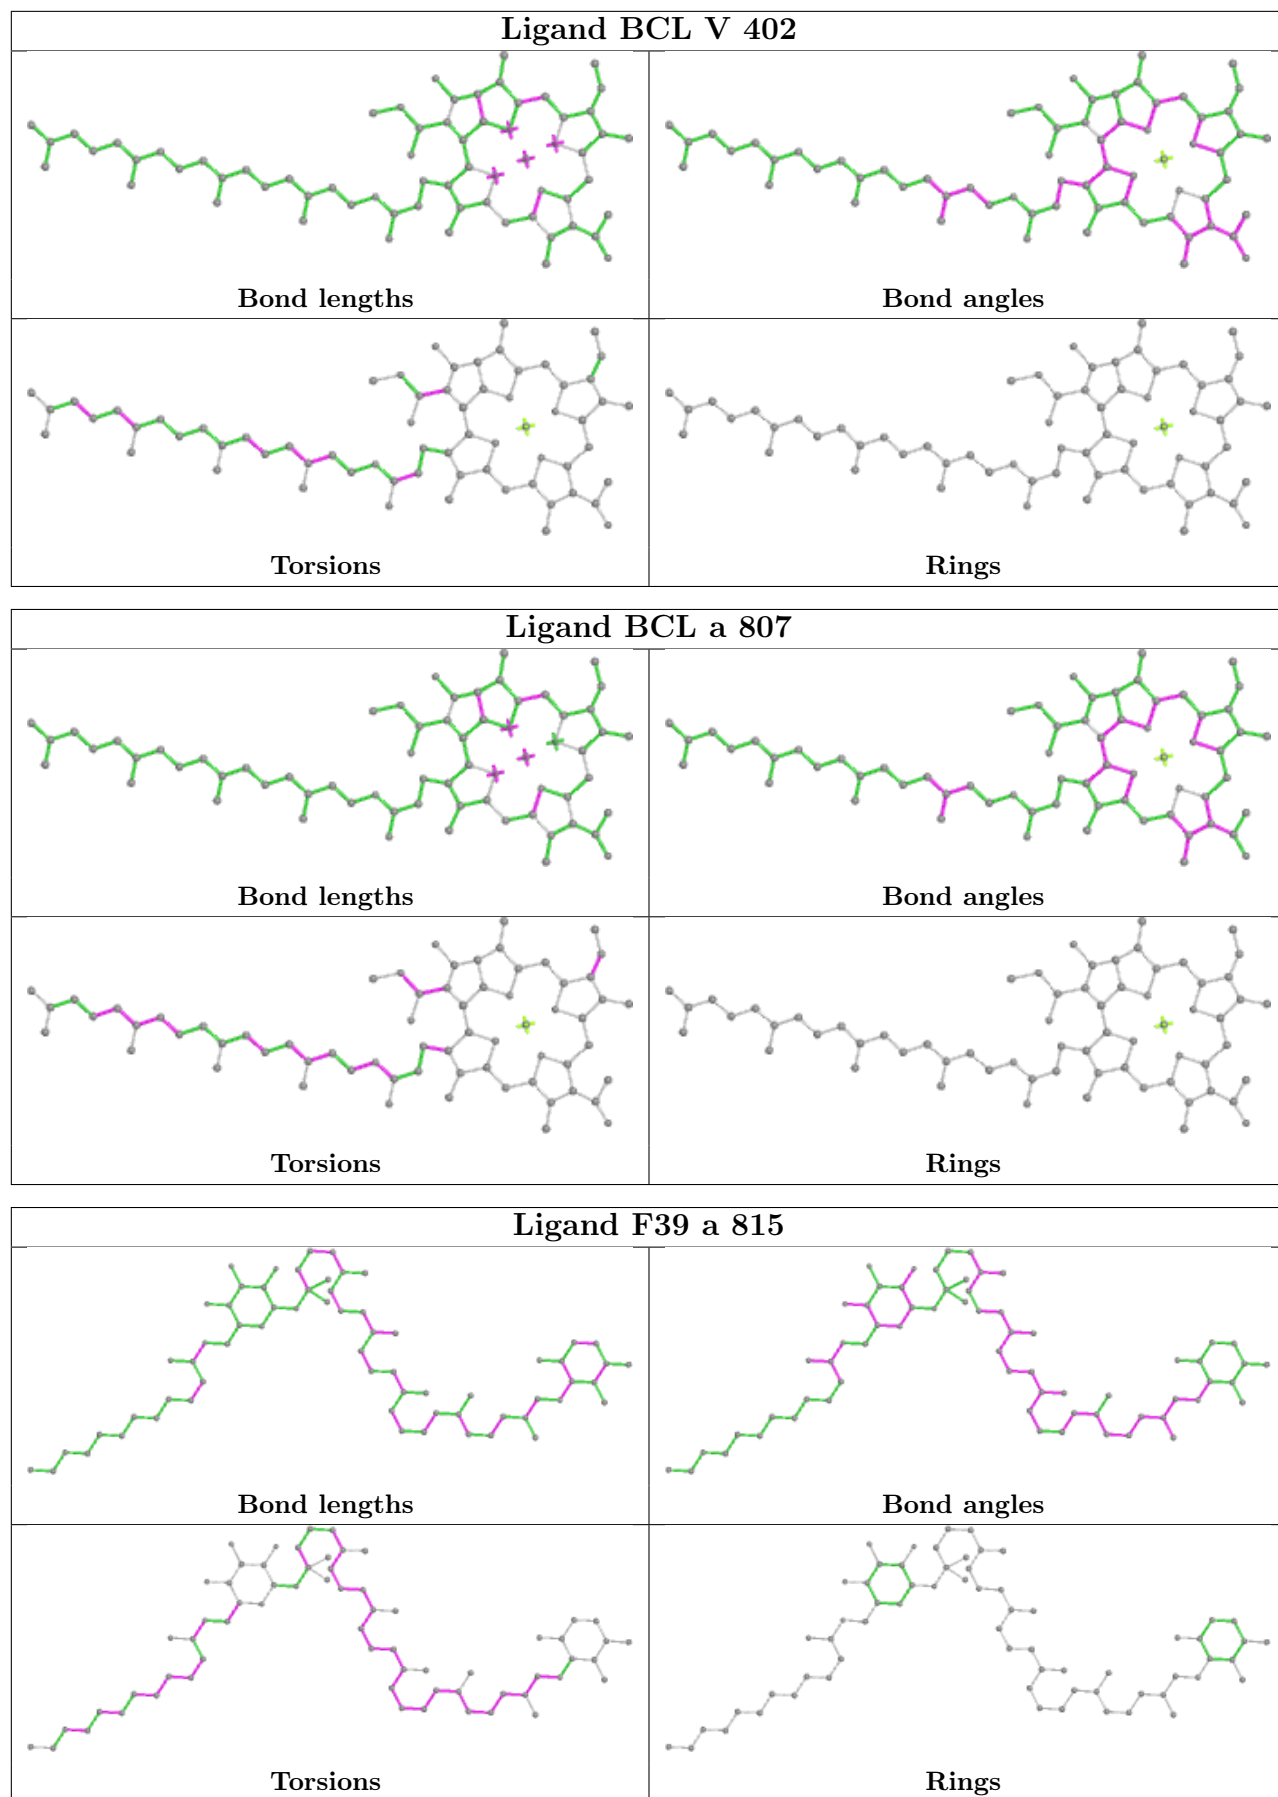 Ligand BCL V 402
Bond lengths
Bond angles
Torsions
Rings
Ligand BCL a 807
Bond lengths
Bond angles
Torsions
Rings
Ligand F39 a 815
Bond lengths
Bond angles
Torsions
Rings